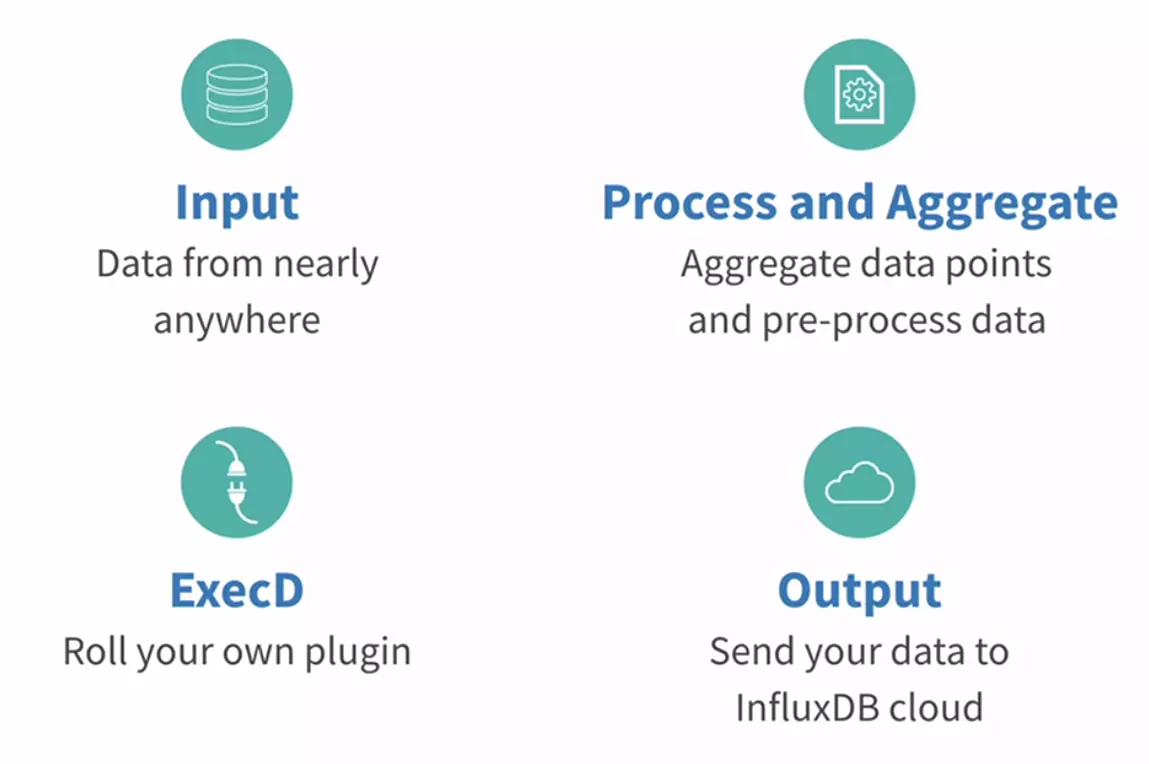 Input
Data from nearly
anywhere
Process and Aggregate
Aggregate data points
and pre-process data
ExecD
Roll your own plugin
Output
Send your data to
InfluxDB cloud